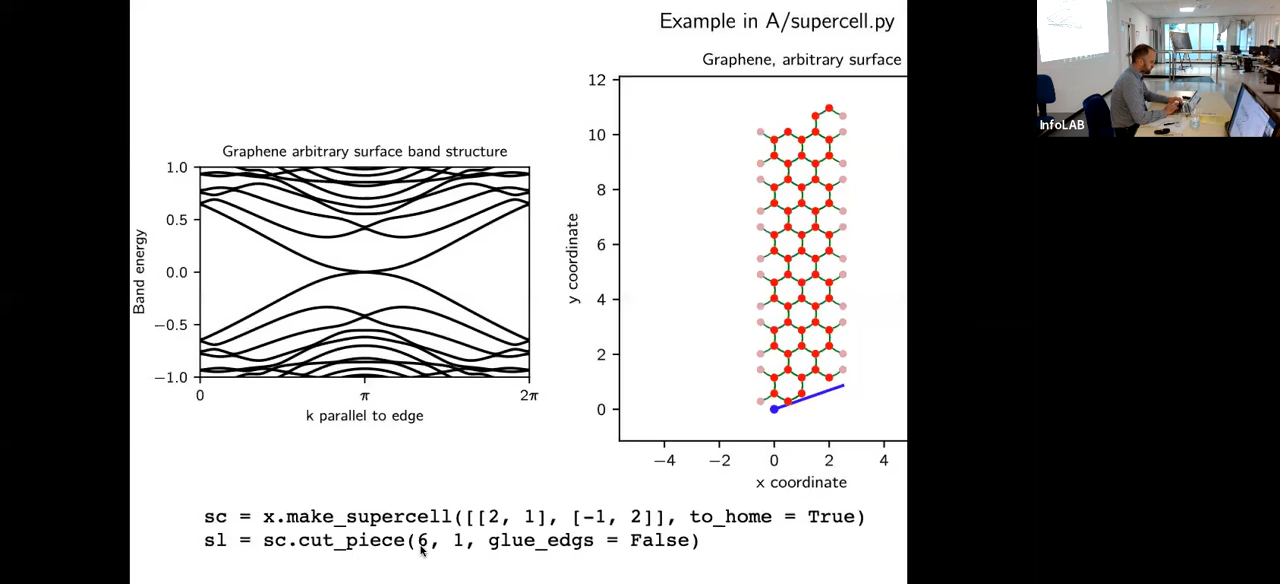 Example in A/supercell.py
Graphene, arbitrary surface
12
10
8
6
4
2
0
y coordinate
−4 −2 0 2 4
x coordinate
Graphene arbitrary surface band structure
1.0
0.5
0.0
−0.5
−1.0
Band energy
0 π 2π
k parallel to edge
sc = x.make_supercell([[2, 1], [-1, 2]], to_home = True)
sl = sc.cut_piece(6, 1, glue_edgs = False)
InfoLAB